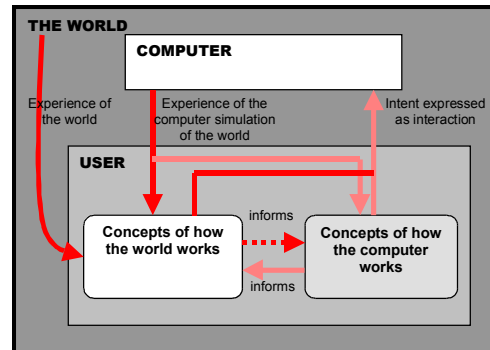 THE WORLD
COMPUTER
Experience of
the world
Experience of the
computer simulation
of the world
Intent expressed
as interaction
USER
informs
Concepts of how
the world works
Concepts of how
the computer
works
informs